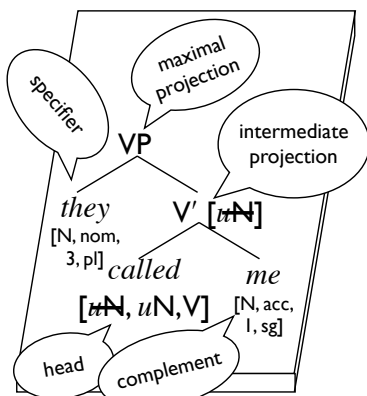 maximal
projection
specifier
VP
intermediate
projection
they
V′ [uN]
[N, nom,
3, pl]
called
me
[uN, uN, V]
[N, acc,
1, sg]
head
complement